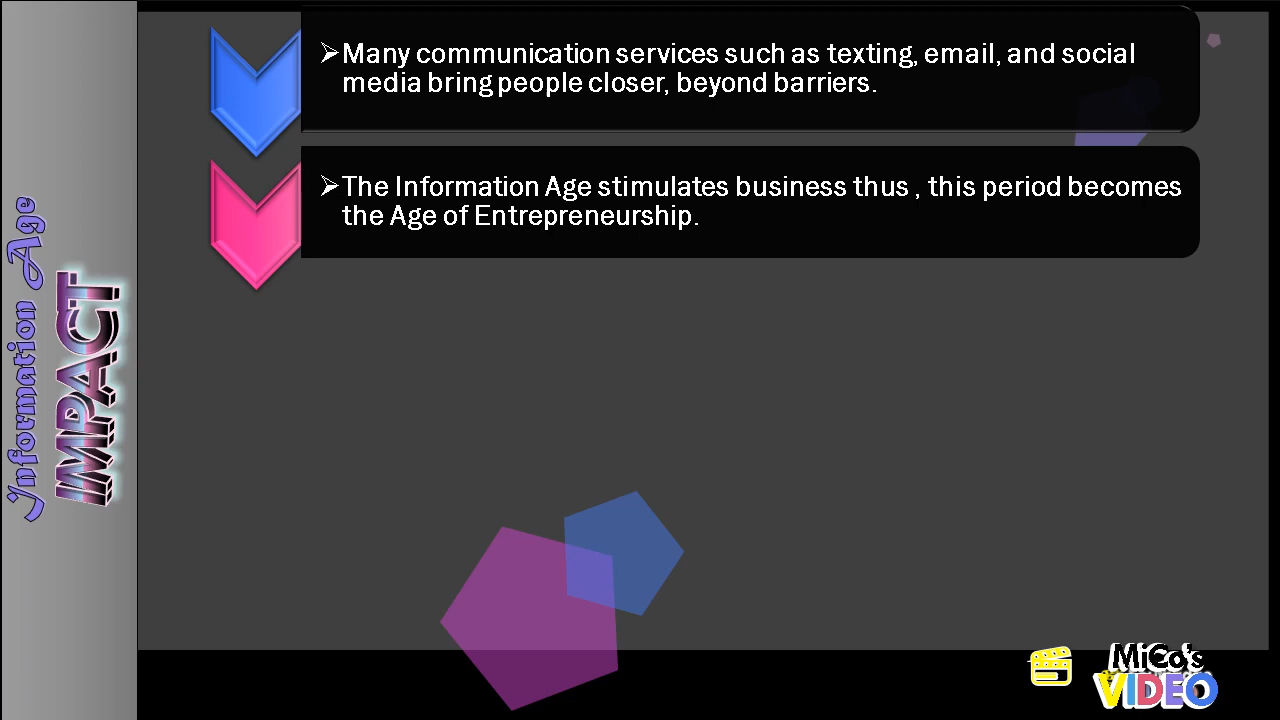 Information Age
IMPACT
➢Many communication services such as texting, email, and social
media bring people closer, beyond barriers.
➢The Information Age stimulates business thus , this period becomes
the Age of Entrepreneurship.
MiCo's
VIDEO